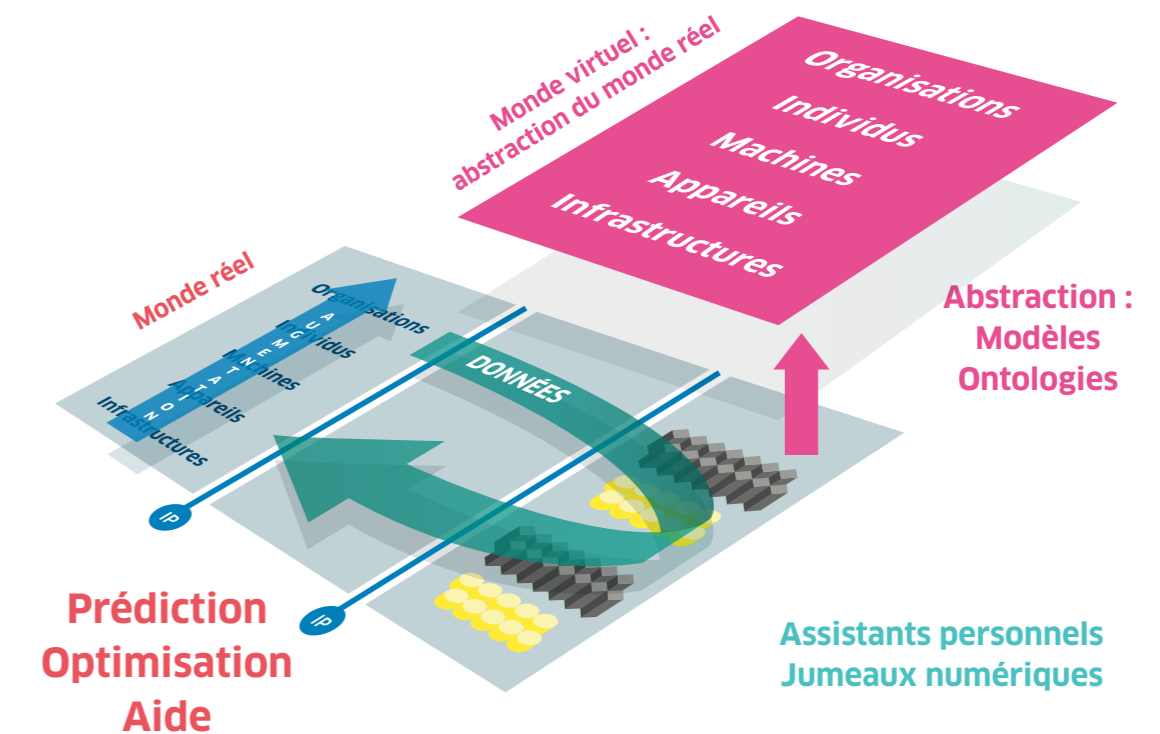 Monde virtuel :
abstraction du monde réel
Organisations
Individus
Machines
Appareils
Infrastructures
Monde réel
Organisations
Individus
Machines
Appareils
Infrastructures
AUGMENTATION
DONNÉES
IP
IP
Abstraction :
Modèles
Ontologies
Prédiction
Optimisation
Aide
Assistants personnels
Jumeaux numériques